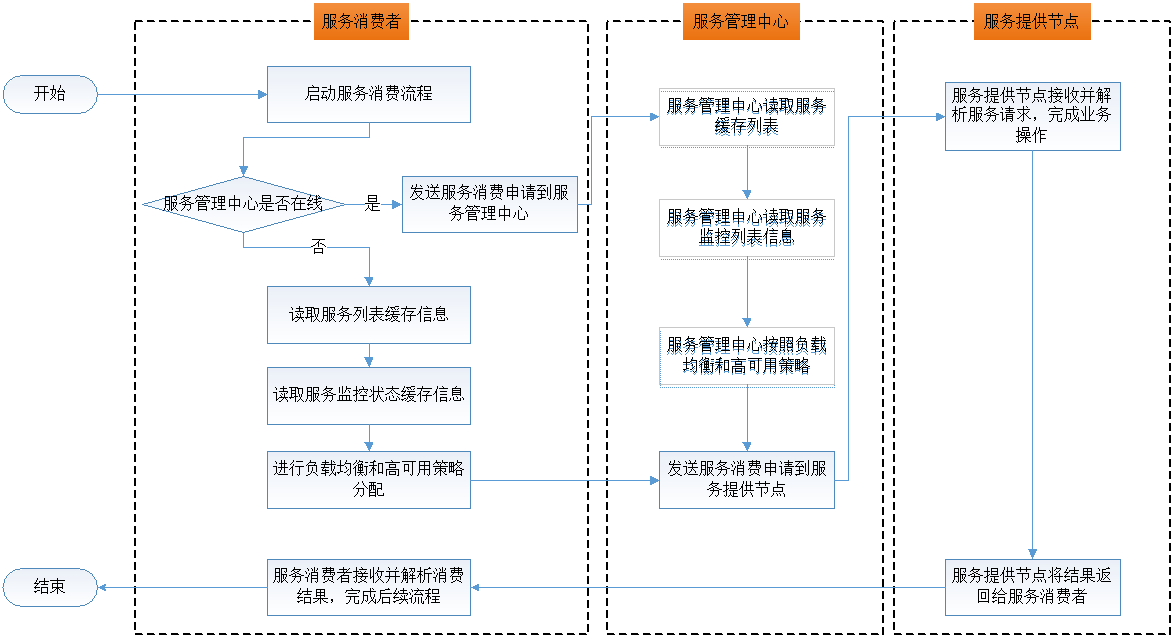 服务消费者
服务管理中心
服务提供节点
开始
启动服务消费流程
服务管理中心是否在线
是
发送服务消费申请到服
务管理中心
否
读取服务列表缓存信息
读取服务监控状态缓存信息
进行负载均衡和高可用策略
分配
服务管理中心读取服务
缓存列表
服务管理中心读取服务
监控列表信息
服务管理中心按照负载
均衡和高可用策略
发送服务消费申请到服
务提供节点
服务提供节点接收并解
析服务请求，完成业务
操作
服务提供节点将结果返
回给服务消费者
服务消费者接收并解析消费
结果，完成后续流程
结束